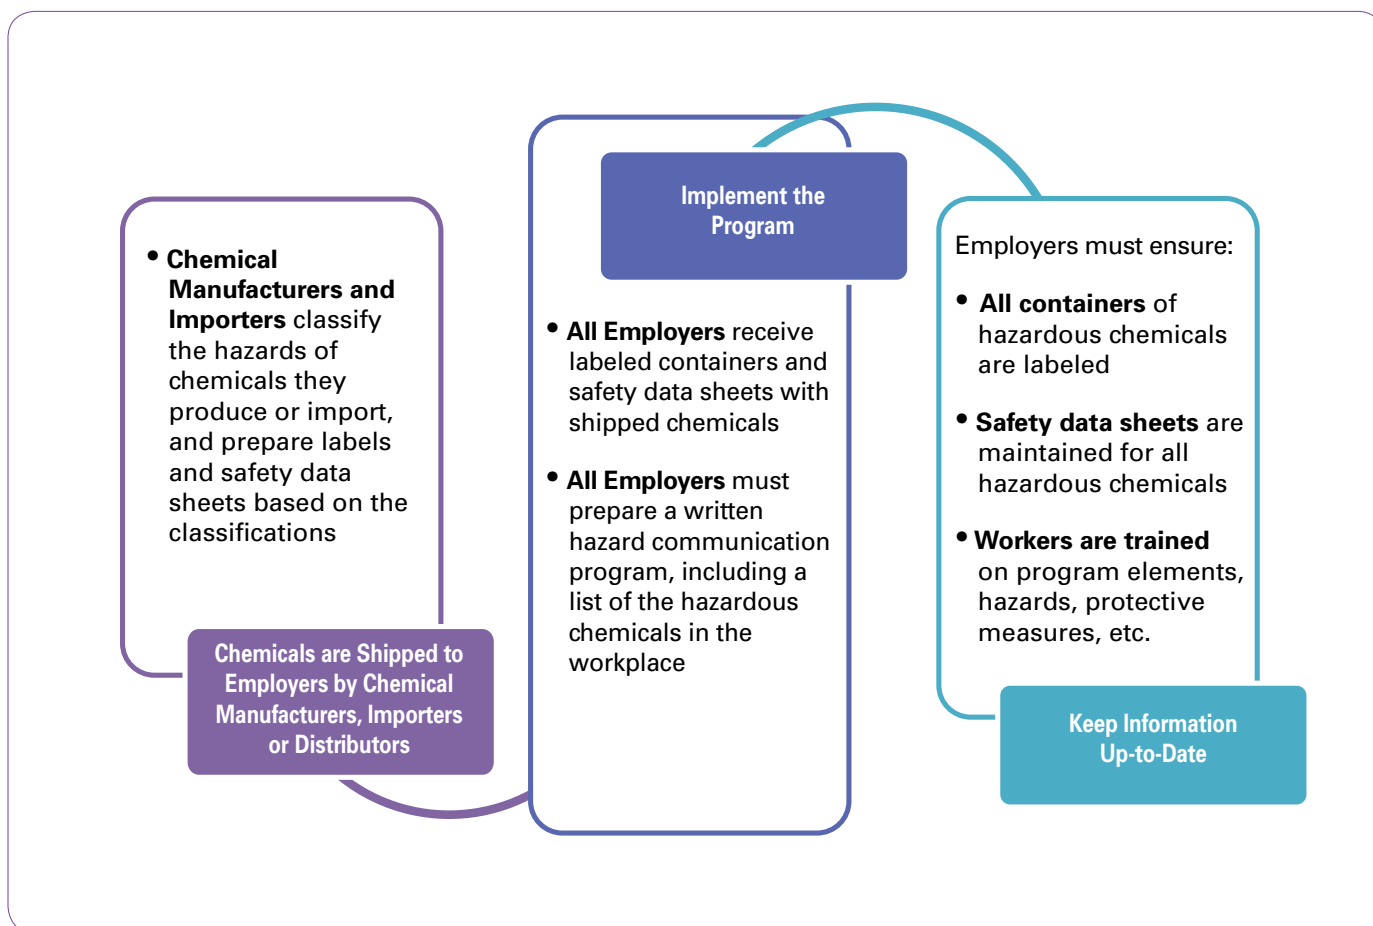 • Chemical
Manufacturers and
Importers classify
the hazards of
chemicals they
produce or import,
and prepare labels
and safety data
sheets based on the
classifications
Chemicals are Shipped to
Employers by Chemical
Manufacturers, Importers
or Distributors
Implement the
Program
• All Employers receive
labeled containers and
safety data sheets with
shipped chemicals
• All Employers must
prepare a written
hazard communication
program, including a
list of the hazardous
chemicals in the
workplace
Employers must ensure:
• All containers of
hazardous chemicals
are labeled
• Safety data sheets are
maintained for all
hazardous chemicals
• Workers are trained
on program elements,
hazards, protective
measures, etc.
Keep Information
Up-to-Date